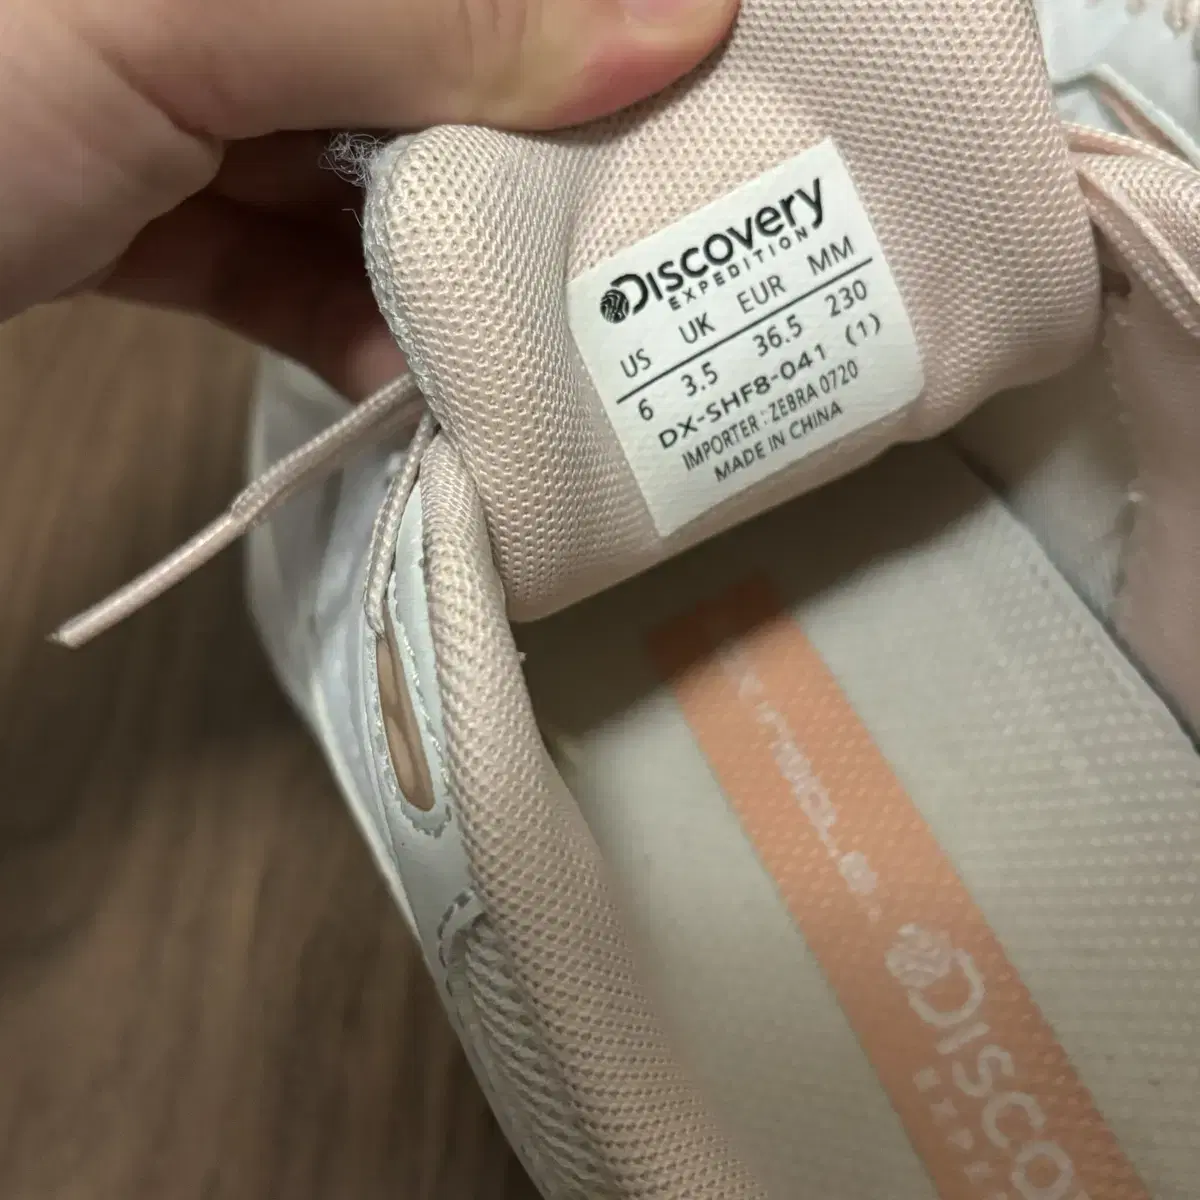 DISCOVERY
EXPEDITION
US UK EUR MM
6 3.5 36.5 230
DX-SHF8-041 (1)
IMPORTER : ZEBRA 0720
MADE IN CHINA
DISCO
EXPE